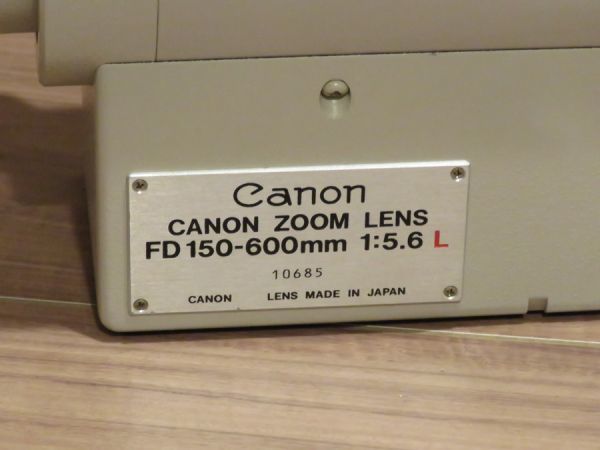 Canon
CANON ZOOM LENS
FD 150-600mm 1:5.6 L
10685
CANON LENS MADE IN JAPAN